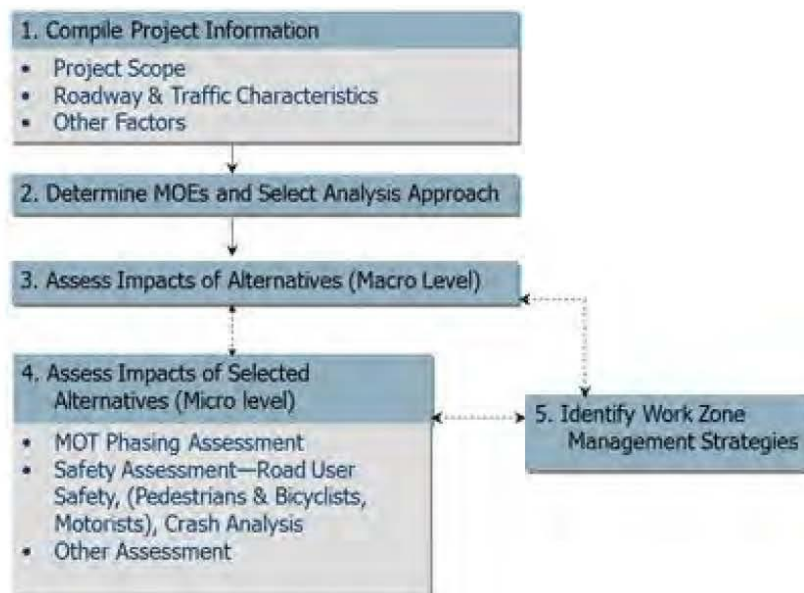 1. Compile Project Information
• Project Scope
• Roadway & Traffic Characteristics
• Other Factors
2. Determine MOEs and Select Analysis Approach
3. Assess Impacts of Alternatives (Macro Level)
4. Assess Impacts of Selected
Alternatives (Micro level)
• MOT Phasing Assessment
• Safety Assessment—Road User
Safety, (Pedestrians & Bicyclists,
Motorists), Crash Analysis
• Other Assessment
5. Identify Work Zone
Management Strategies